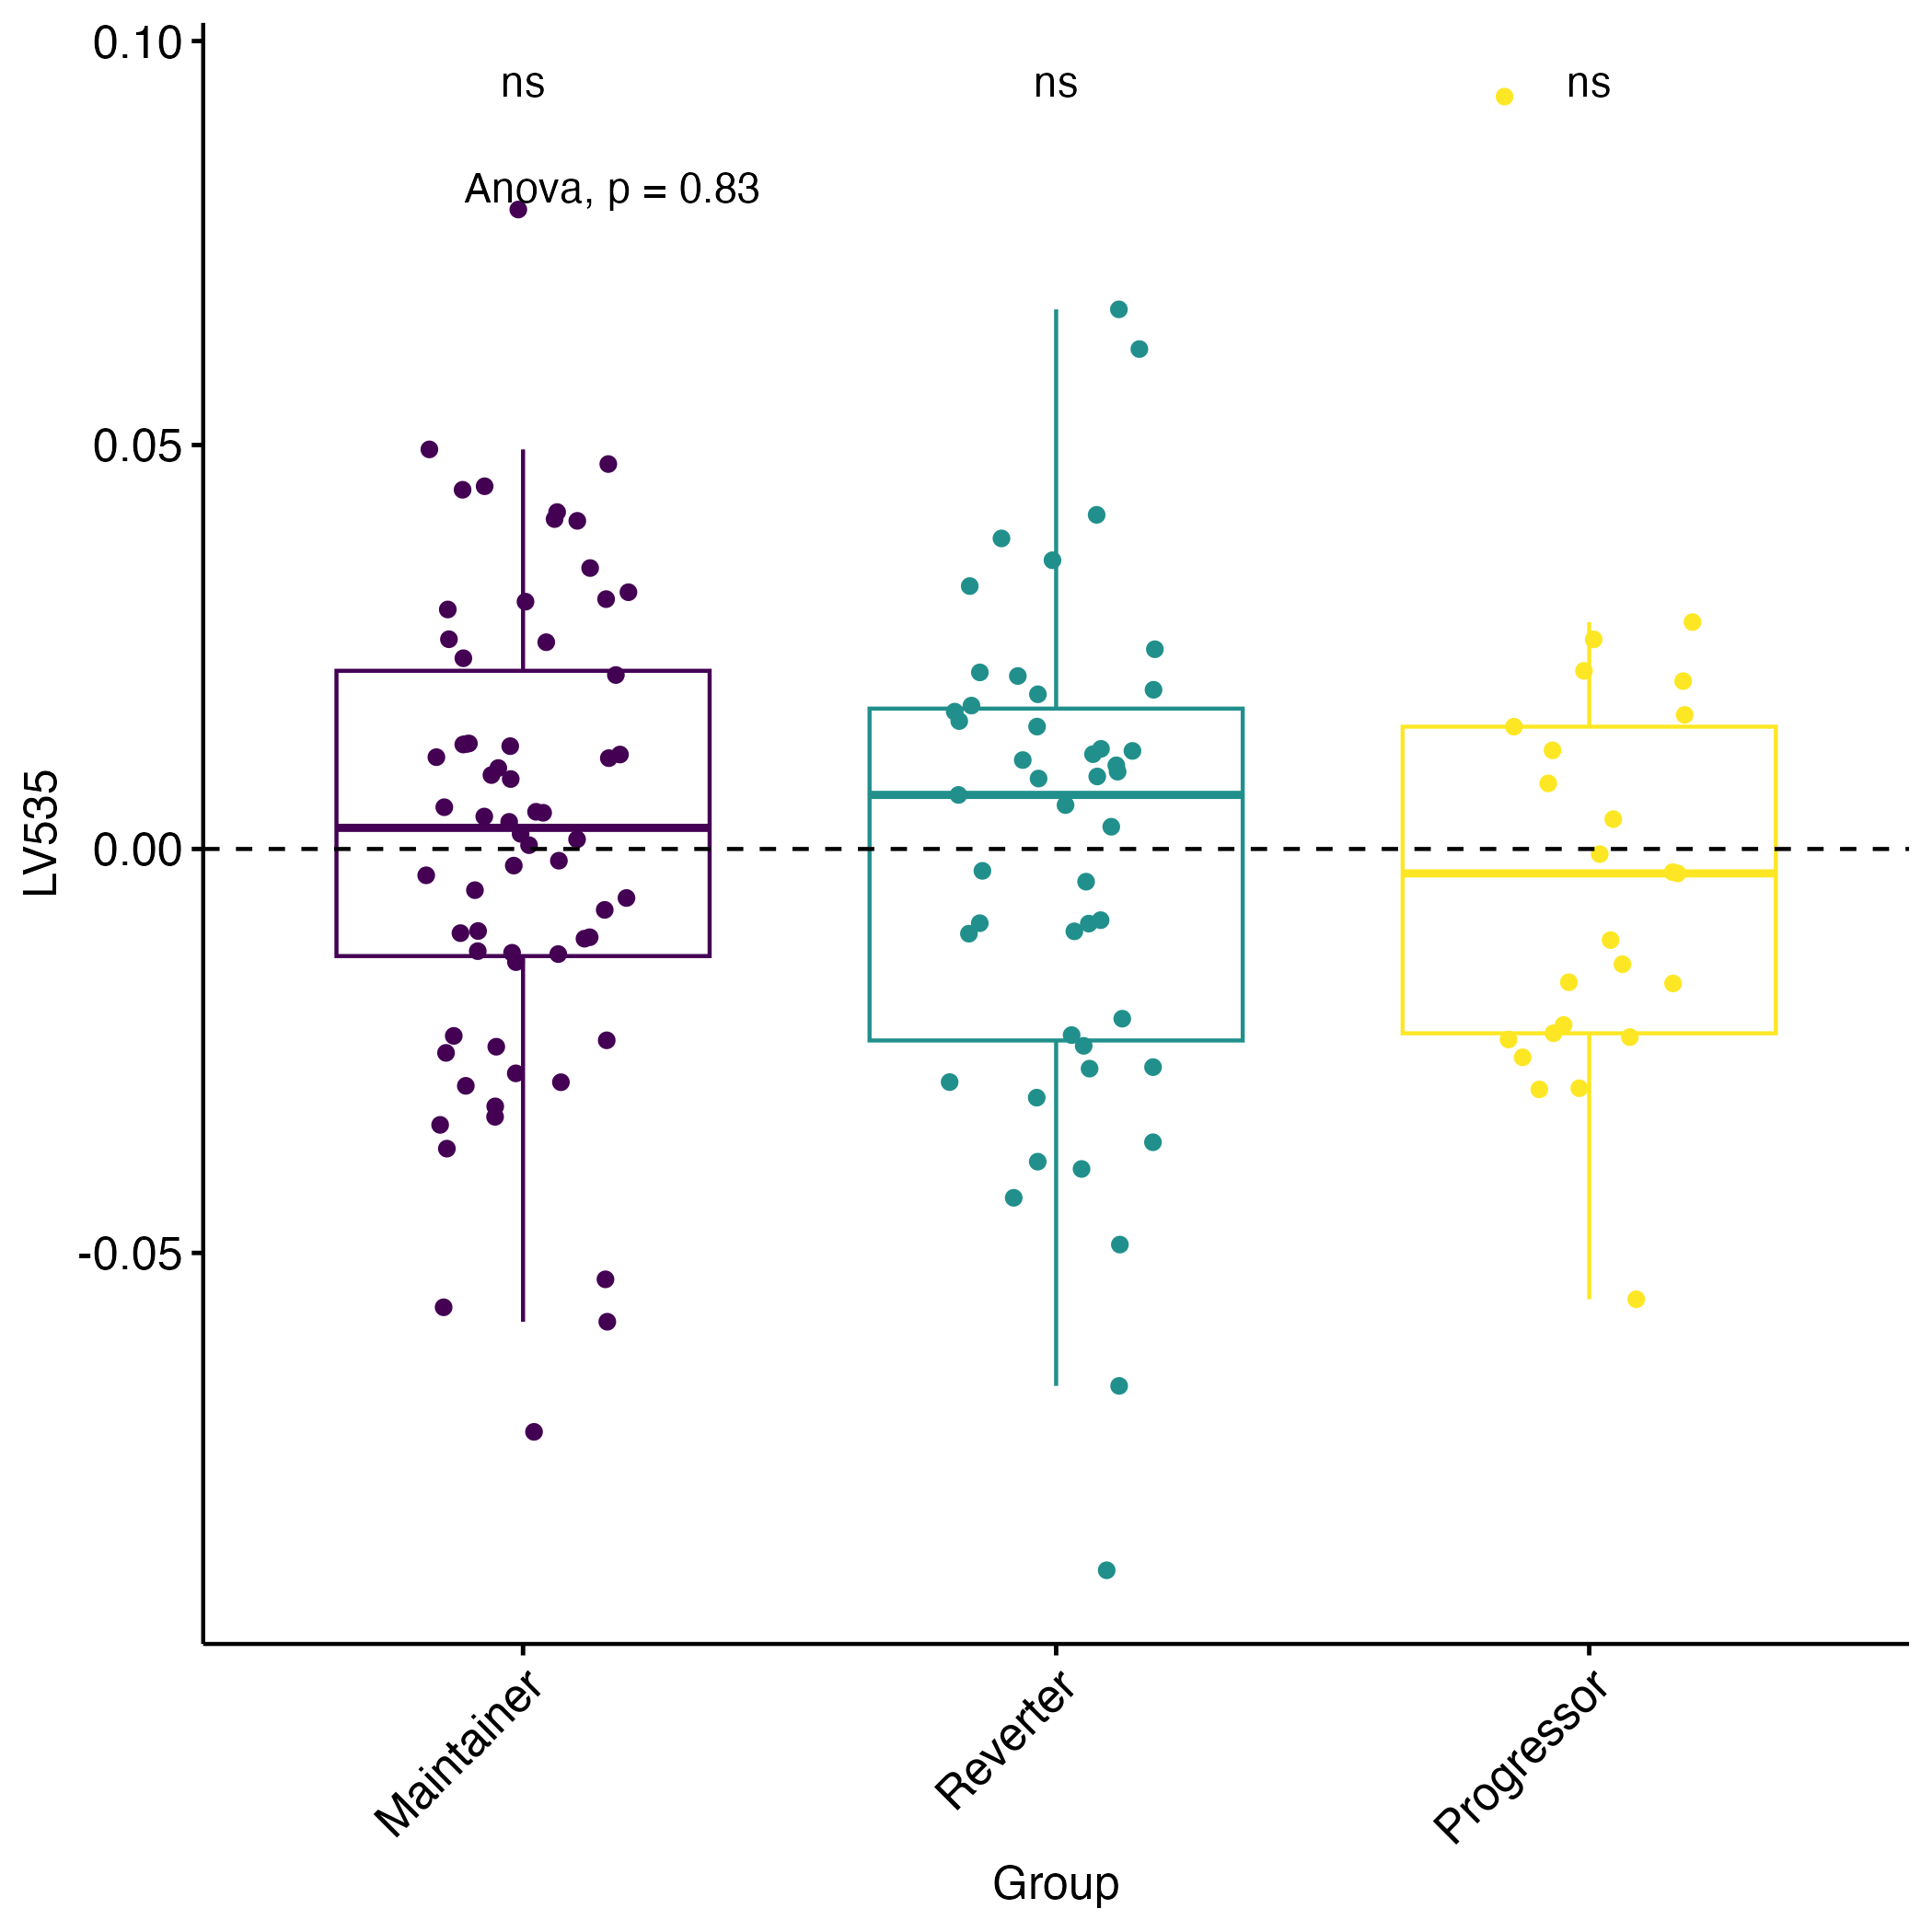 0.10
ns ns ns
Anova, p = 0.83
0.05
LV535
0.00
-0.05
Maintainer Reverter Progressor
Group